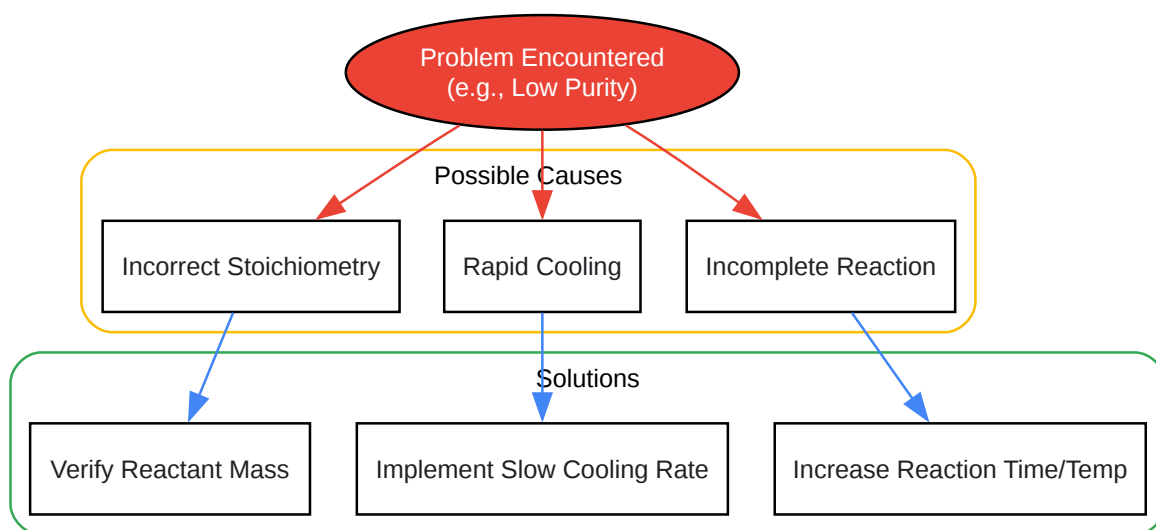 Problem Encountered
(e.g., Low Purity)
Possible Causes
Incorrect Stoichiometry
Rapid Cooling
Incomplete Reaction
Solutions
Verify Reactant Mass
Implement Slow Cooling Rate
Increase Reaction Time/Temp